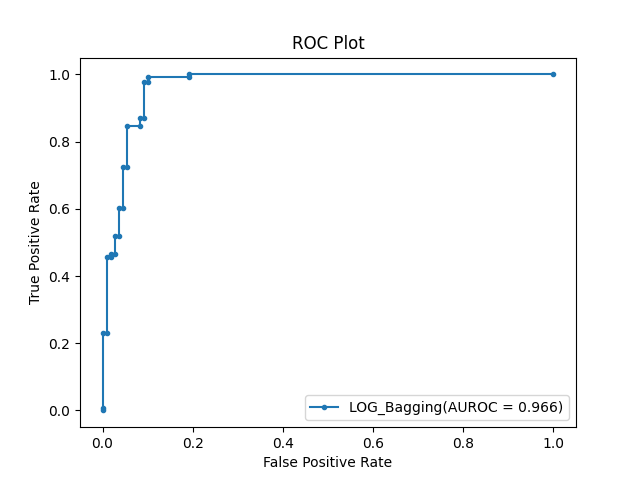 ROC Plot
True Positive Rate
1.0
0.8
0.6
0.4
0.2
0.0
LOG_Bagging(AUROC = 0.966)
0.0 0.2 0.4 0.6 0.8 1.0
False Positive Rate